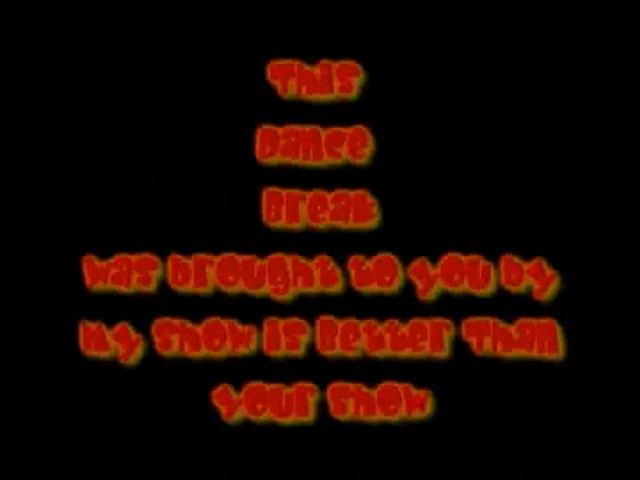 This
Dance
Break
was brought to you by
My Show is Better Than
your show